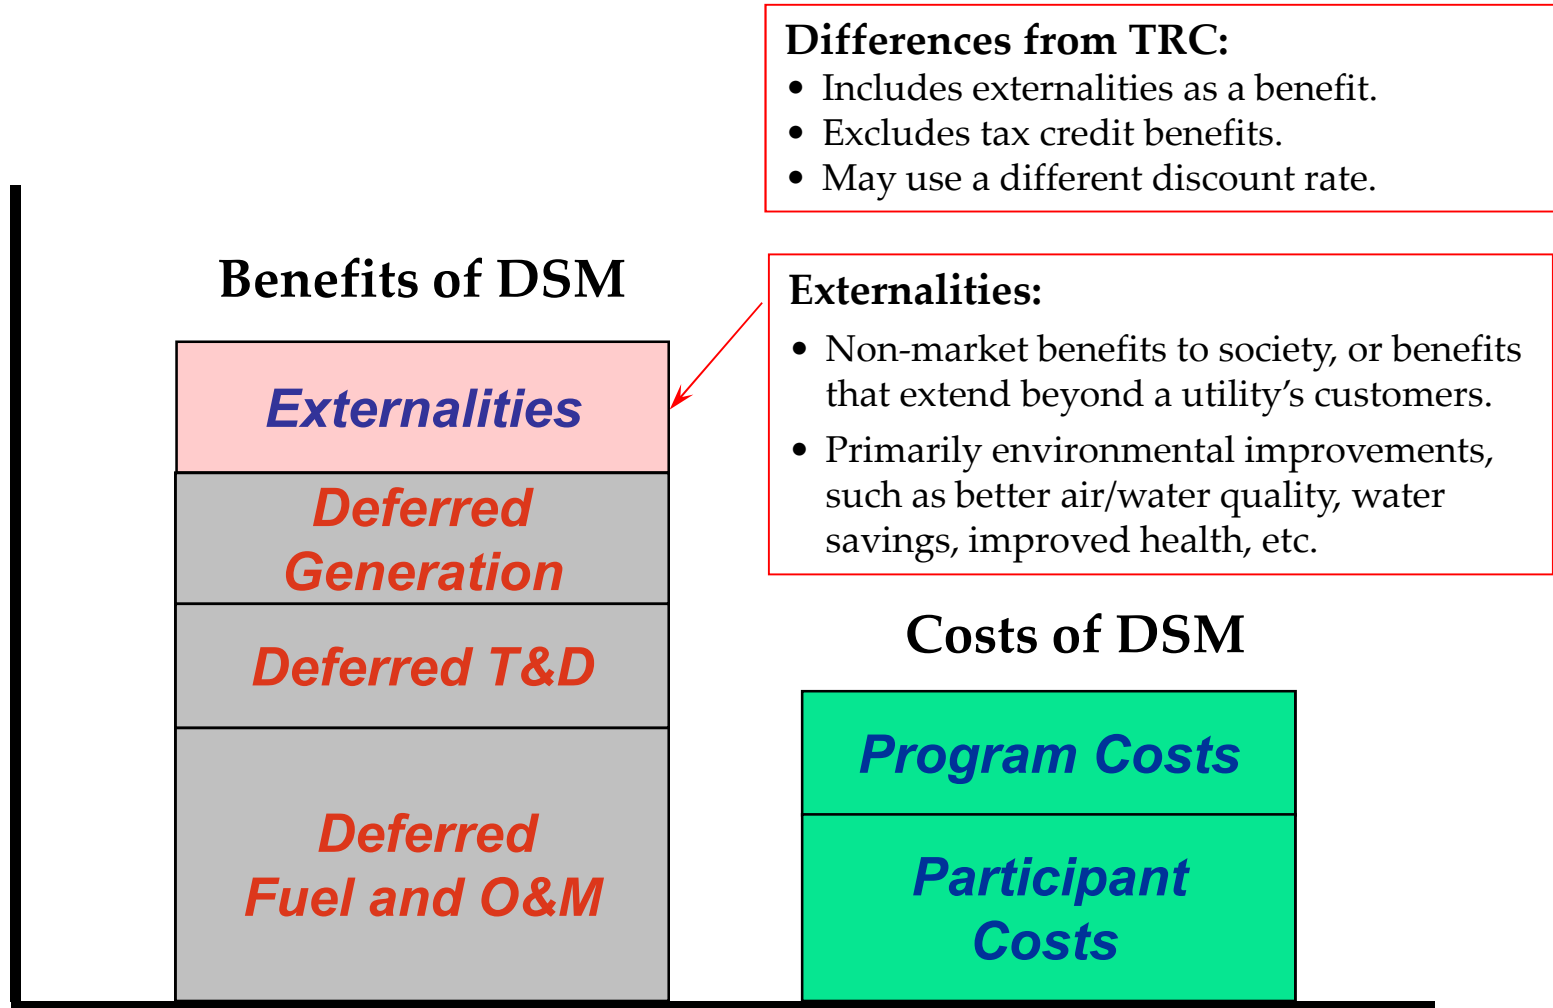 Differences from TRC:
• Includes externalities as a benefit.
• Excludes tax credit benefits.
• May use a different discount rate.
Benefits of DSM
Externalities:
• Non-market benefits to society, or benefits
that extend beyond a utility’s customers.
• Primarily environmental improvements,
such as better air/water quality, water
savings, improved health, etc.
Externalities
Deferred
Generation
Deferred T&D
Deferred
Fuel and O&M
Costs of DSM
Program Costs
Participant
Costs